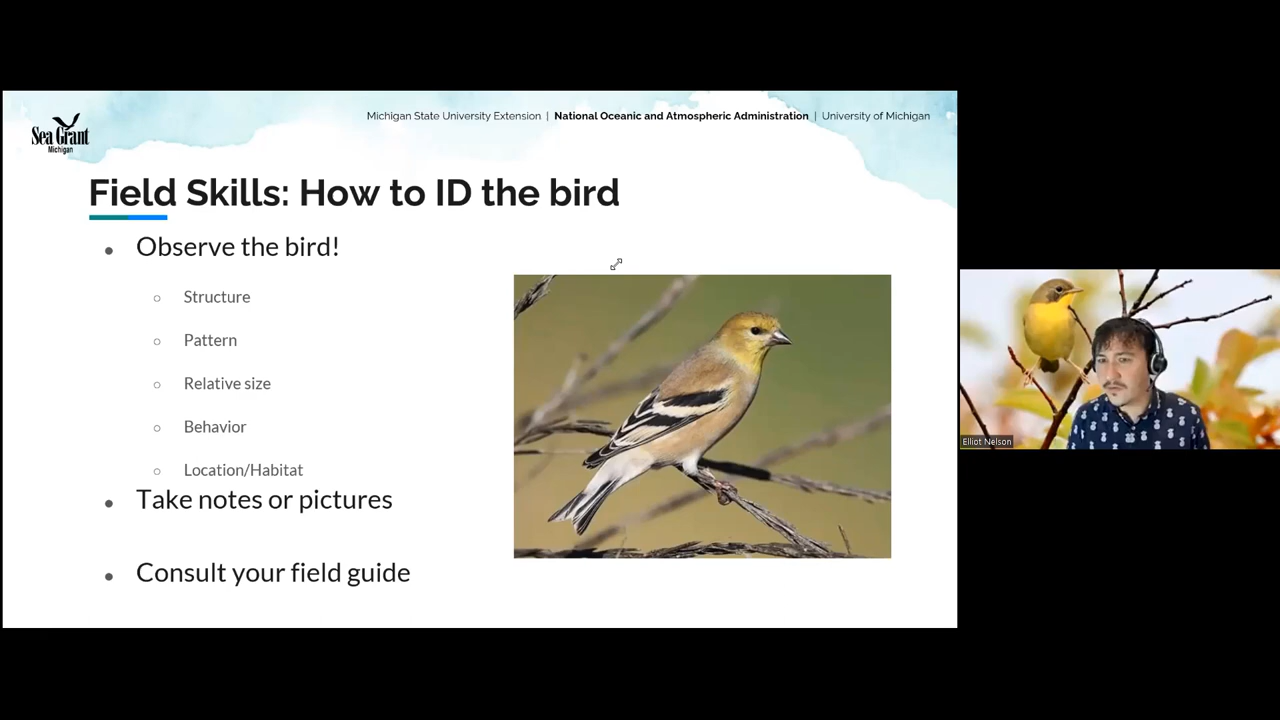 Sea Grant
Michigan
Michigan State University Extension | National Oceanic and Atmospheric Administration | University of Michigan
Field Skills: How to ID the bird
• Observe the bird!
○ Structure
○ Pattern
○ Relative size
○ Behavior
○ Location/Habitat
• Take notes or pictures
• Consult your field guide
Elliot Nelson